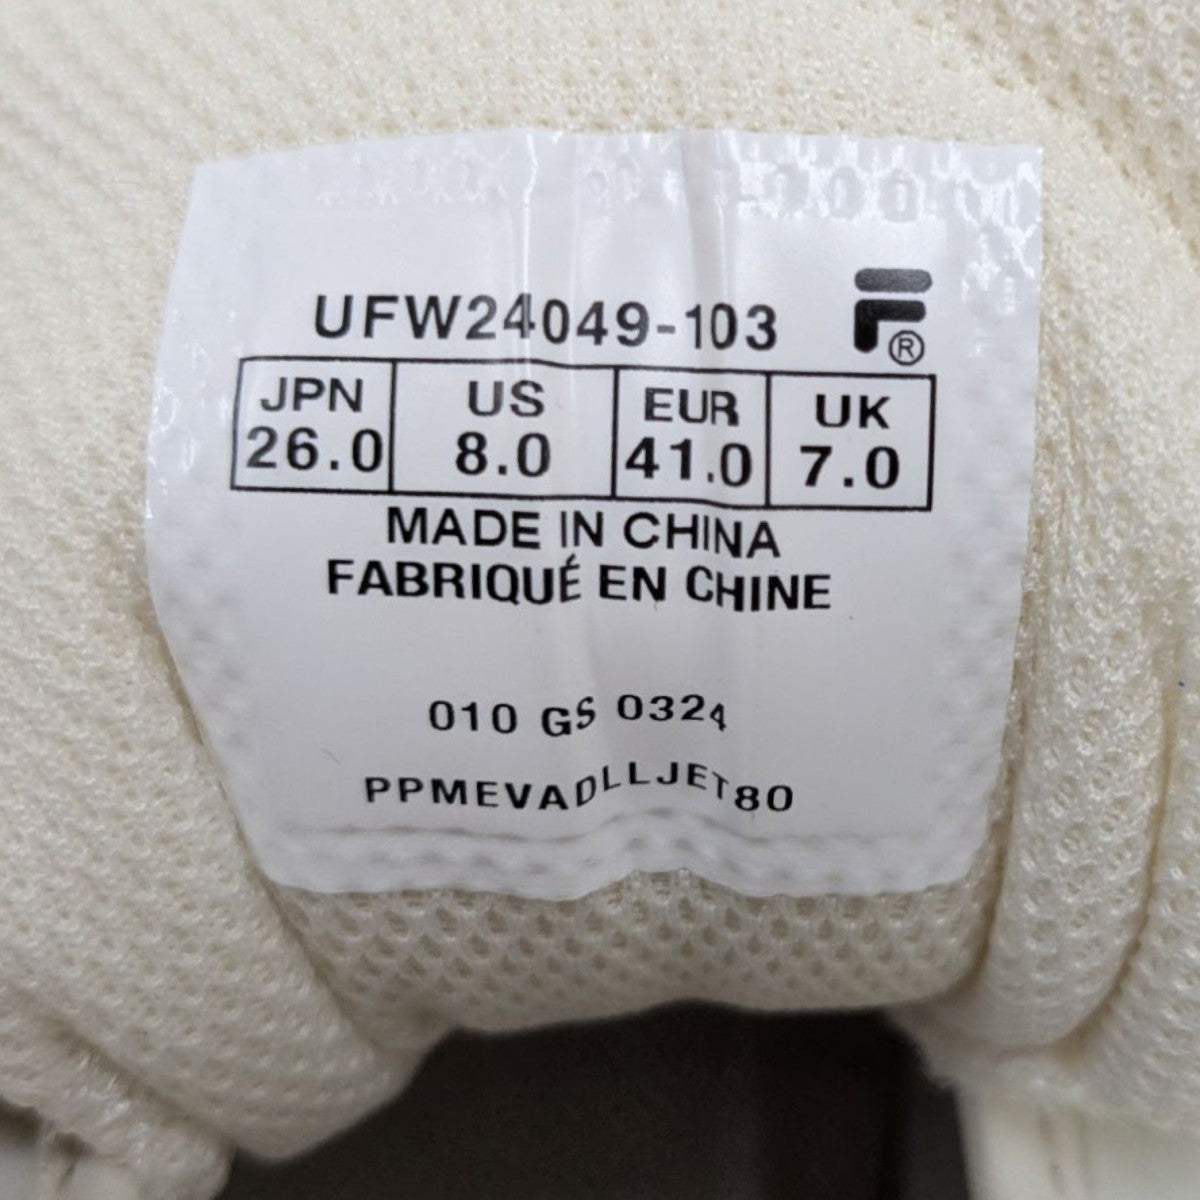 UFW24049-103
JPN US EUR UK
26.0 8.0 41.0 7.0
MADE IN CHINA
FABRIQUÉ EN CHINE
010 GS 0324
PPMEVADLLJET80